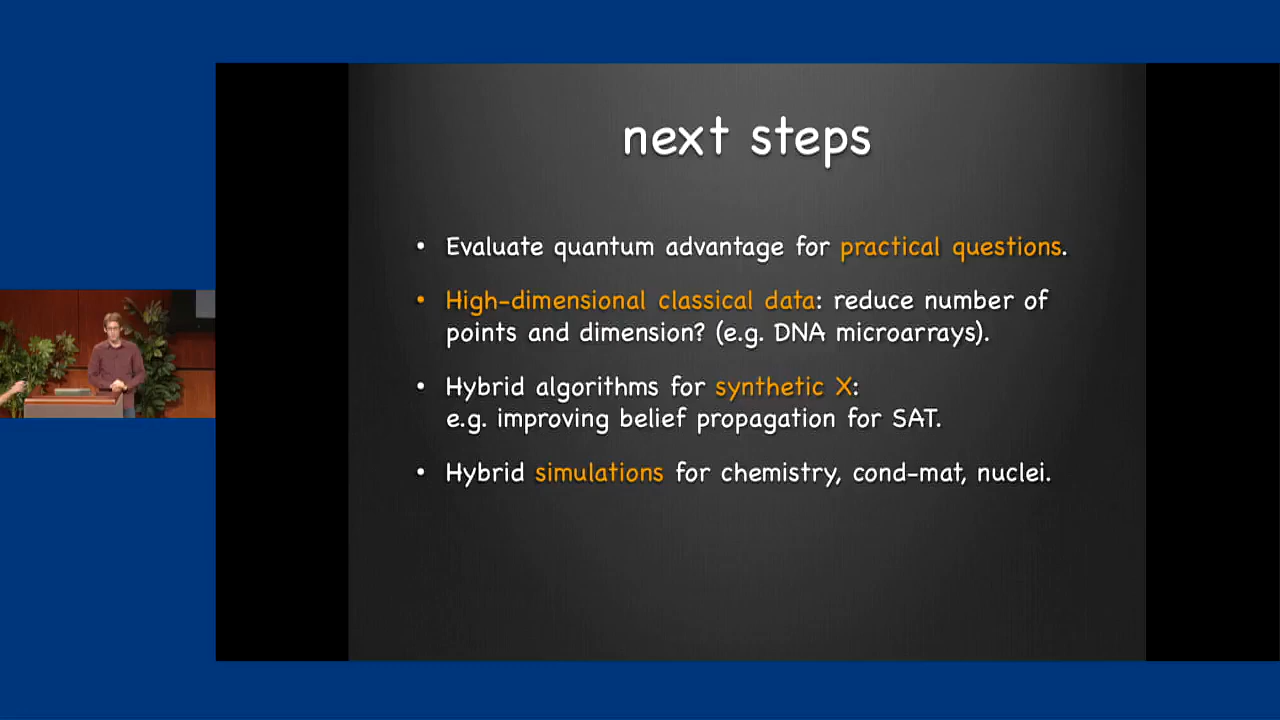 next steps
• Evaluate quantum advantage for practical questions.
• High-dimensional classical data: reduce number of
points and dimension? (e.g. DNA microarrays).
• Hybrid algorithms for synthetic X:
e.g. improving belief propagation for SAT.
• Hybrid simulations for chemistry, cond-mat, nuclei.